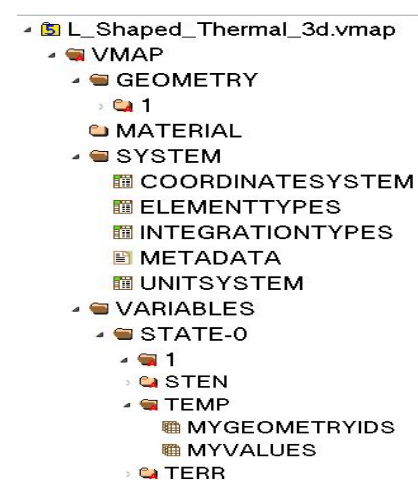 L_Shaped_Thermal_3d.vmap
VMAP
GEOMETRY
1
MATERIAL
SYSTEM
COORDINATESYSTEM
ELEMENTTYPES
INTEGRATIONTYPES
METADATA
UNITSYSTEM
VARIABLES
STATE-0
1
STEN
TEMP
MYGEOMETRYIDS
MYVALUES
TERR